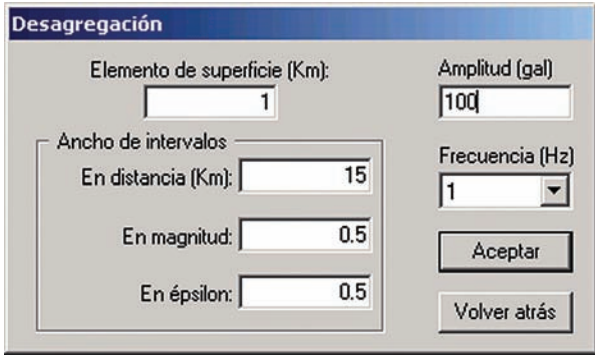 Desagregación
Elemento de superficie (Km):
1
Amplitud (gal)
100
Ancho de intervalos
En distancia (Km):
15
En magnitud:
0.5
En épsilon:
0.5
Frecuencia (Hz)
1
Aceptar
Volver atrás